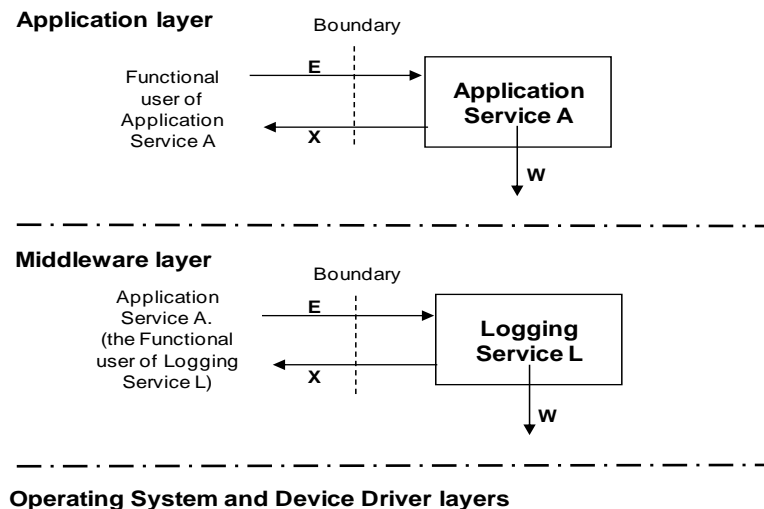 Application layer
Boundary
E
Functional
user of
Application
Service A
X
Application
Service A
W
Middleware layer
Boundary
E
Application
Service A.
(the Functional
user of Logging
Service L)
X
Logging
Service L
W
Operating System and Device Driver layers